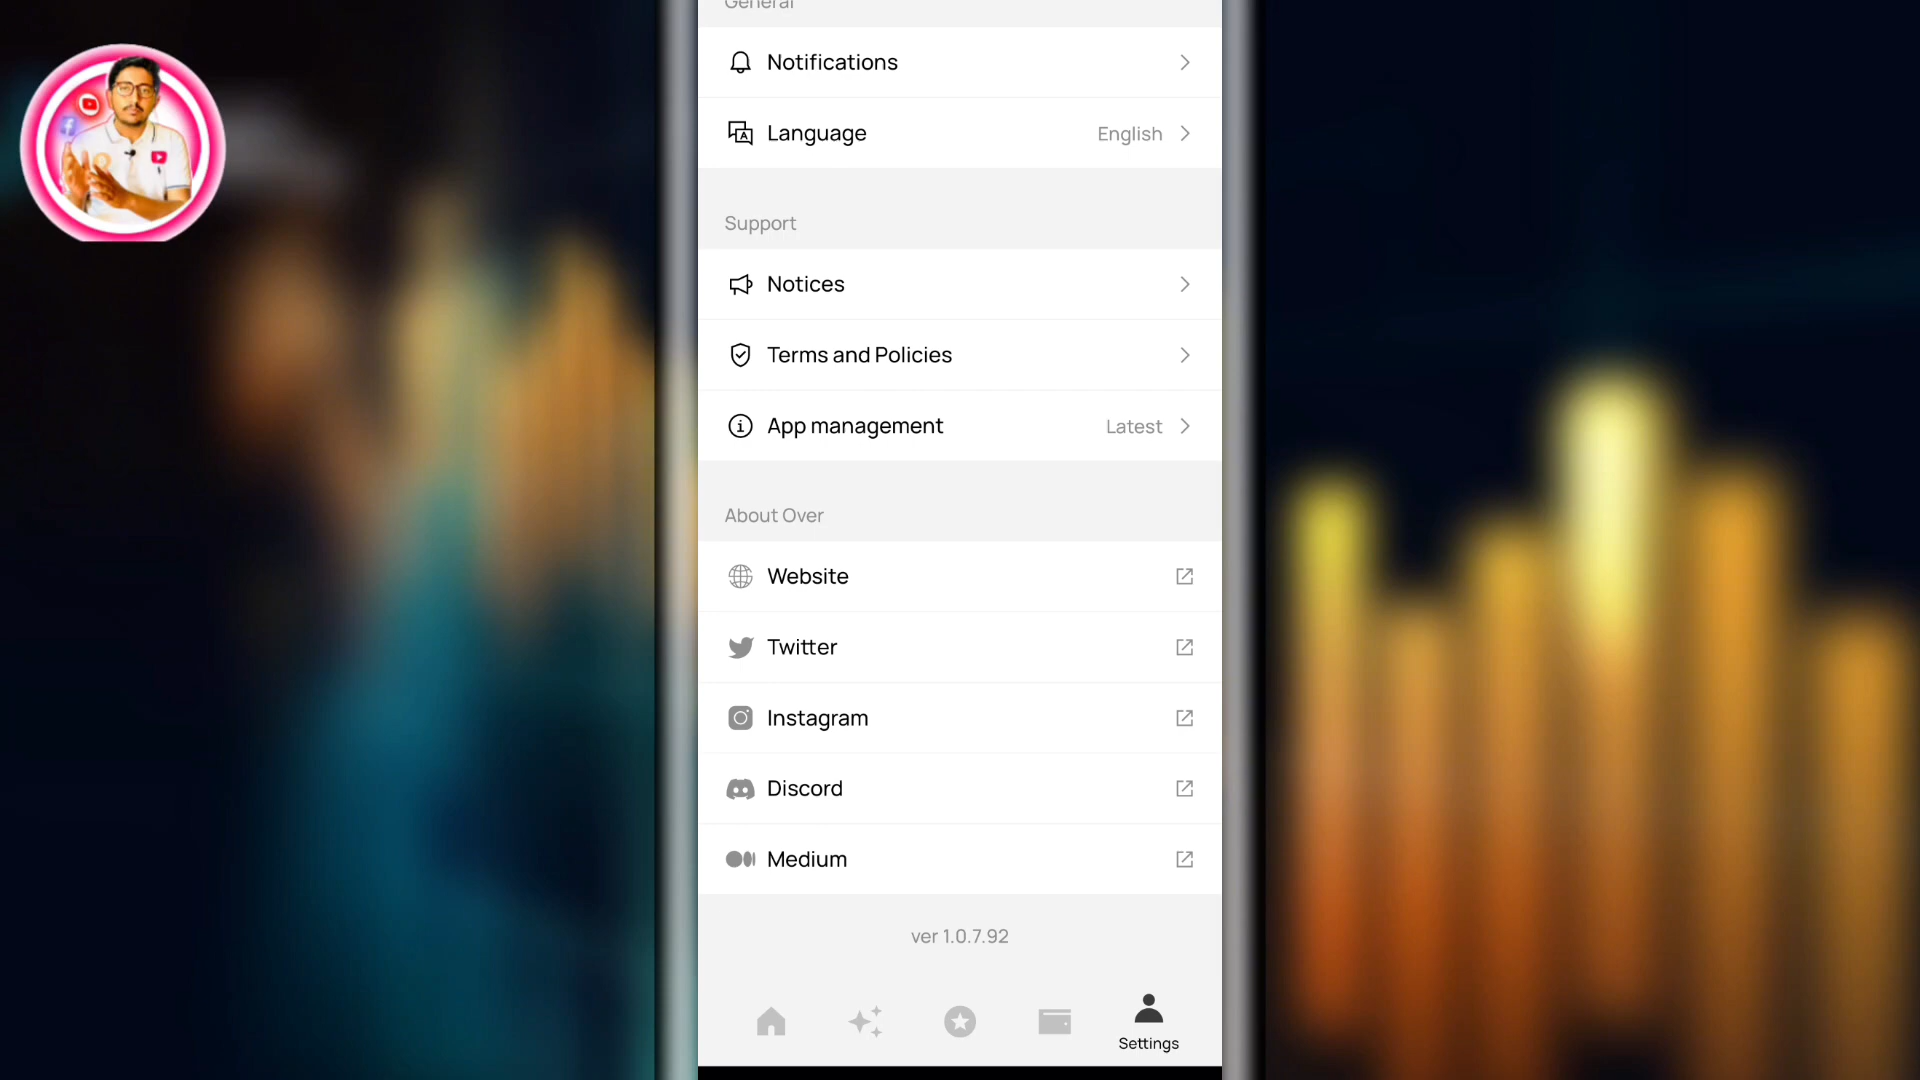 General
Notifications
Language English
Support
Notices
Terms and Policies
App management Latest
About Over
Website
Twitter
Instagram
Discord
Medium
ver 1.0.7.92
Settings